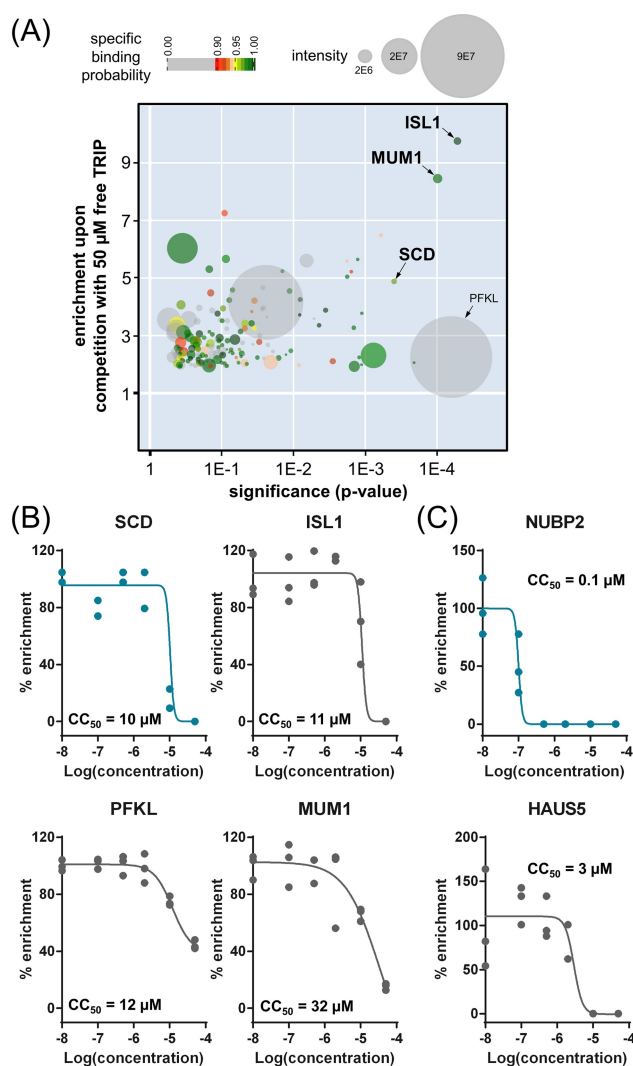 (A)
specific
binding
probability
0.00
0.90
0.95
1.00
intensity
2E6
2E7
9E7
enrichment upon
competition with 50 µM free TRIP
9
7
5
3
1
ISL1
MUM1
SCD
PFKL
1
1E-1
1E-2
1E-3
1E-4
significance (p-value)
(B)
SCD
% enrichment
120
80
40
0
CC50 = 10 µM
-8
-7
-6
-5
-4
Log(concentration)
ISL1
% enrichment
120
80
40
0
CC50 = 11 µM
-8
-7
-6
-5
-4
Log(concentration)
(C)
NUBP2
% enrichment
150
100
50
0
CC50 = 0.1 µM
-8
-7
-6
-5
-4
Log(concentration)
PFKL
% enrichment
120
80
40
0
CC50 = 12 µM
-8
-7
-6
-5
-4
Log(concentration)
MUM1
% enrichment
120
80
40
0
CC50 = 32 µM
-8
-7
-6
-5
-4
Log(concentration)
HAUS5
% enrichment
200
150
100
50
0
CC50 = 3 µM
-8
-7
-6
-5
-4
Log(concentration)